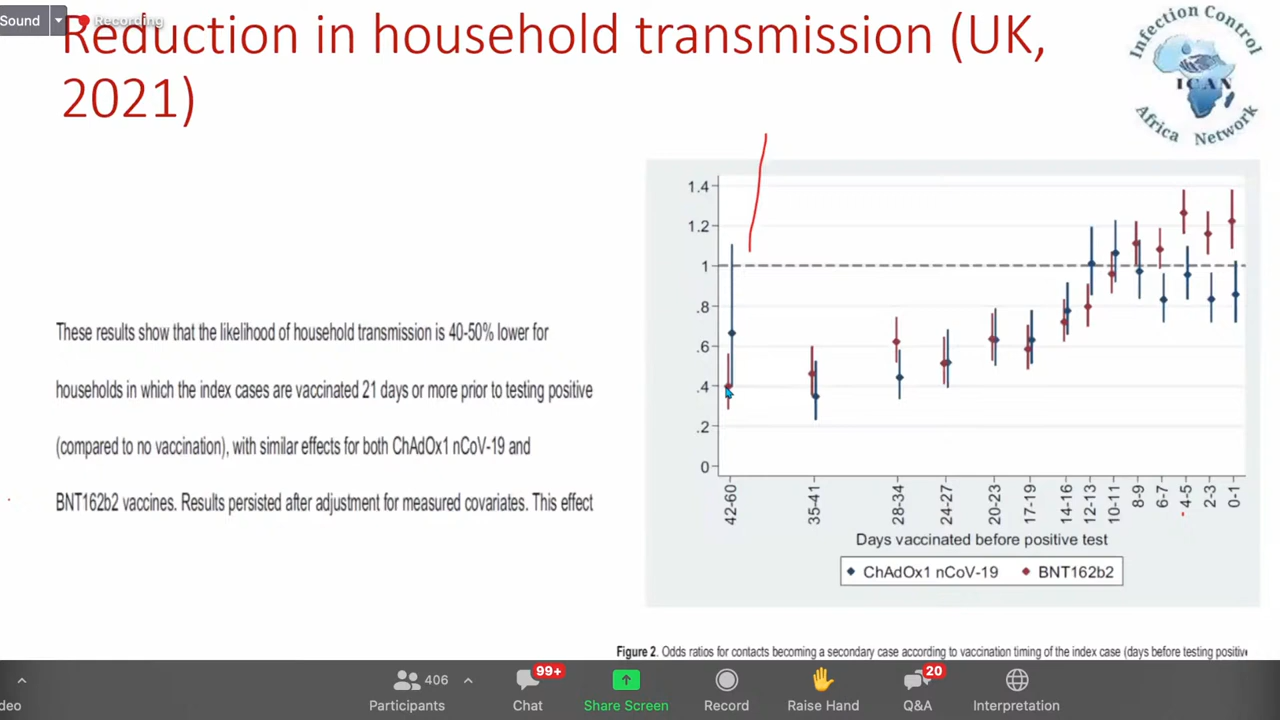 Sound
Recording
Reduction in household transmission (UK,
2021)
Infection Control
ICAN
Africa Network
These results show that the likelihood of household transmission is 40-50% lower for
households in which the index cases are vaccinated 21 days or more prior to testing positive
(compared to no vaccination), with similar effects for both ChAdOx1 nCoV-19 and
BNT162b2 vaccines. Results persisted after adjustment for measured covariates. This effect
1.4
1.2
1
.8
.6
.4
.2
0
42-60
35-41
28-34
24-27
20-23
17-19
14-16
12-13
10-11
8-9
6-7
4-5
2-3
0-1
Days vaccinated before positive test
ChAdOx1 nCoV-19 BNT162b2
Figure 2. Odds ratios for contacts becoming a secondary case according to vaccination timing of the index case (days before testing
406 99+ 20
deo Participants Chat Share Screen Record Raise Hand Q&A Interpretation